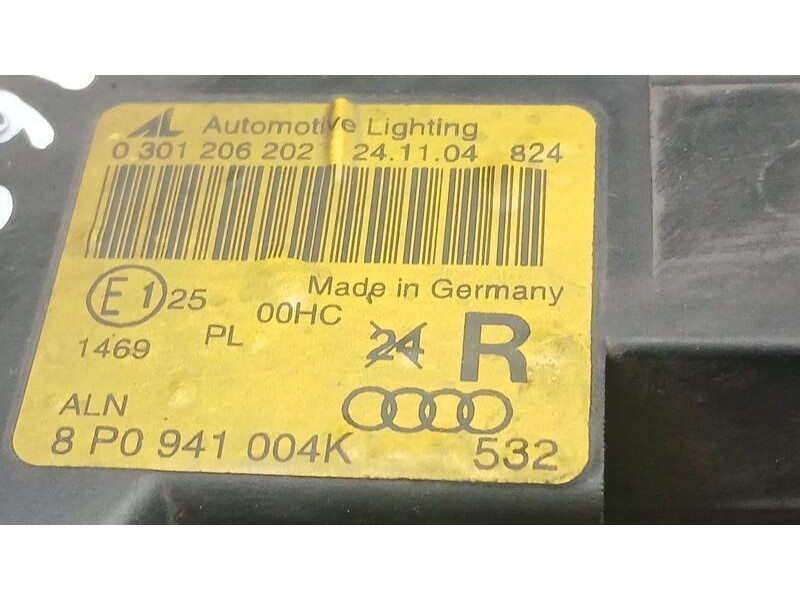 AL Automotive Lighting
0 301 206 202 24.11.04 824
Made in Germany
E1 25
00HC
1469
PL
24
R
ALN
8 P0 941 004K
532